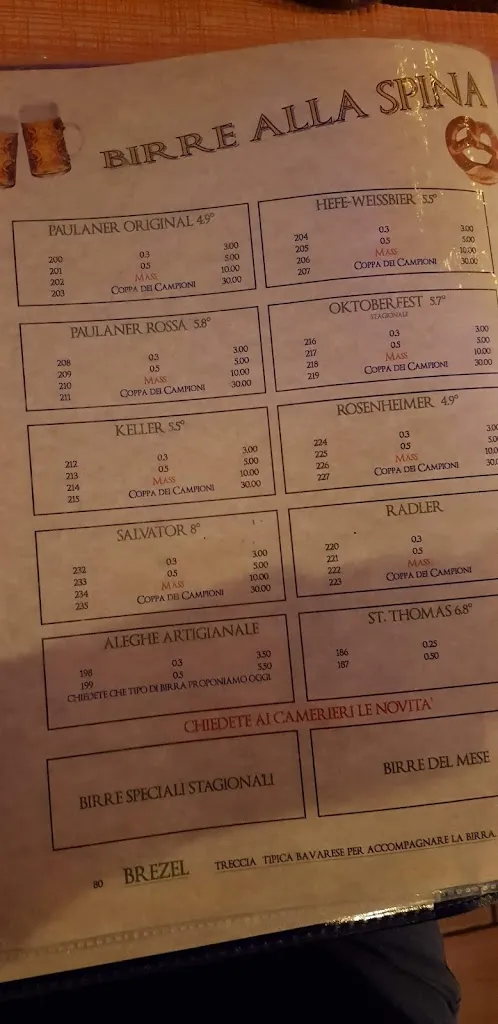 BIRRE ALLA SPINA
PAULANER ORIGINAL 4.9°
200 0.3 3.00
201 0.5 5.00
202 MASS 10.00
203 COPPA DEI CAMPIONI 30.00
HEFE-WEISSBIER 5.5°
204 0.3 3.00
205 0.5 5.00
206 MASS 10.00
207 COPPA DEI CAMPIONI 30.00
PAULANER ROSSA 5.8°
208 0.3 3.00
209 0.5 5.00
210 MASS 10.00
211 COPPA DEI CAMPIONI 30.00
OKTOBERFEST 5.7°
STAGIONALE
216 0.3 3.00
217 0.5 5.00
218 MASS 10.00
219 COPPA DEI CAMPIONI 30.00
KELLER 5.5°
212 0.3 3.00
213 0.5 5.00
214 MASS 10.00
215 COPPA DEI CAMPIONI 30.00
ROSENHEIMER 4.9°
224 0.3 3.00
225 0.5 5.00
226 MASS 10.0
227 COPPA DEI CAMPIONI 30.0
SALVATOR 8°
232 0.3 3.00
233 0.5 5.00
234 MASS 10.00
235 COPPA DEI CAMPIONI 30.00
RADLER
220 0.3
221 0.5
222 MASS
223 COPPA DEI CAMPIONI
ALEGHE ARTIGIANALE
198 0.3 3.50
199 0.5 5.50
CHIEDETE CHE TIPO DI BIRRA PROPONIAMO OGGI
ST. THOMAS 6.8°
186 0.25
187 0.50
CHIEDETE AI CAMERIERI LE NOVITA'
BIRRE SPECIALI STAGIONALI
BIRRE DEL MESE
80 BREZEL TRECCIA TIPICA BAVARESE PER ACCOMPAGNARE LA BIRRA.